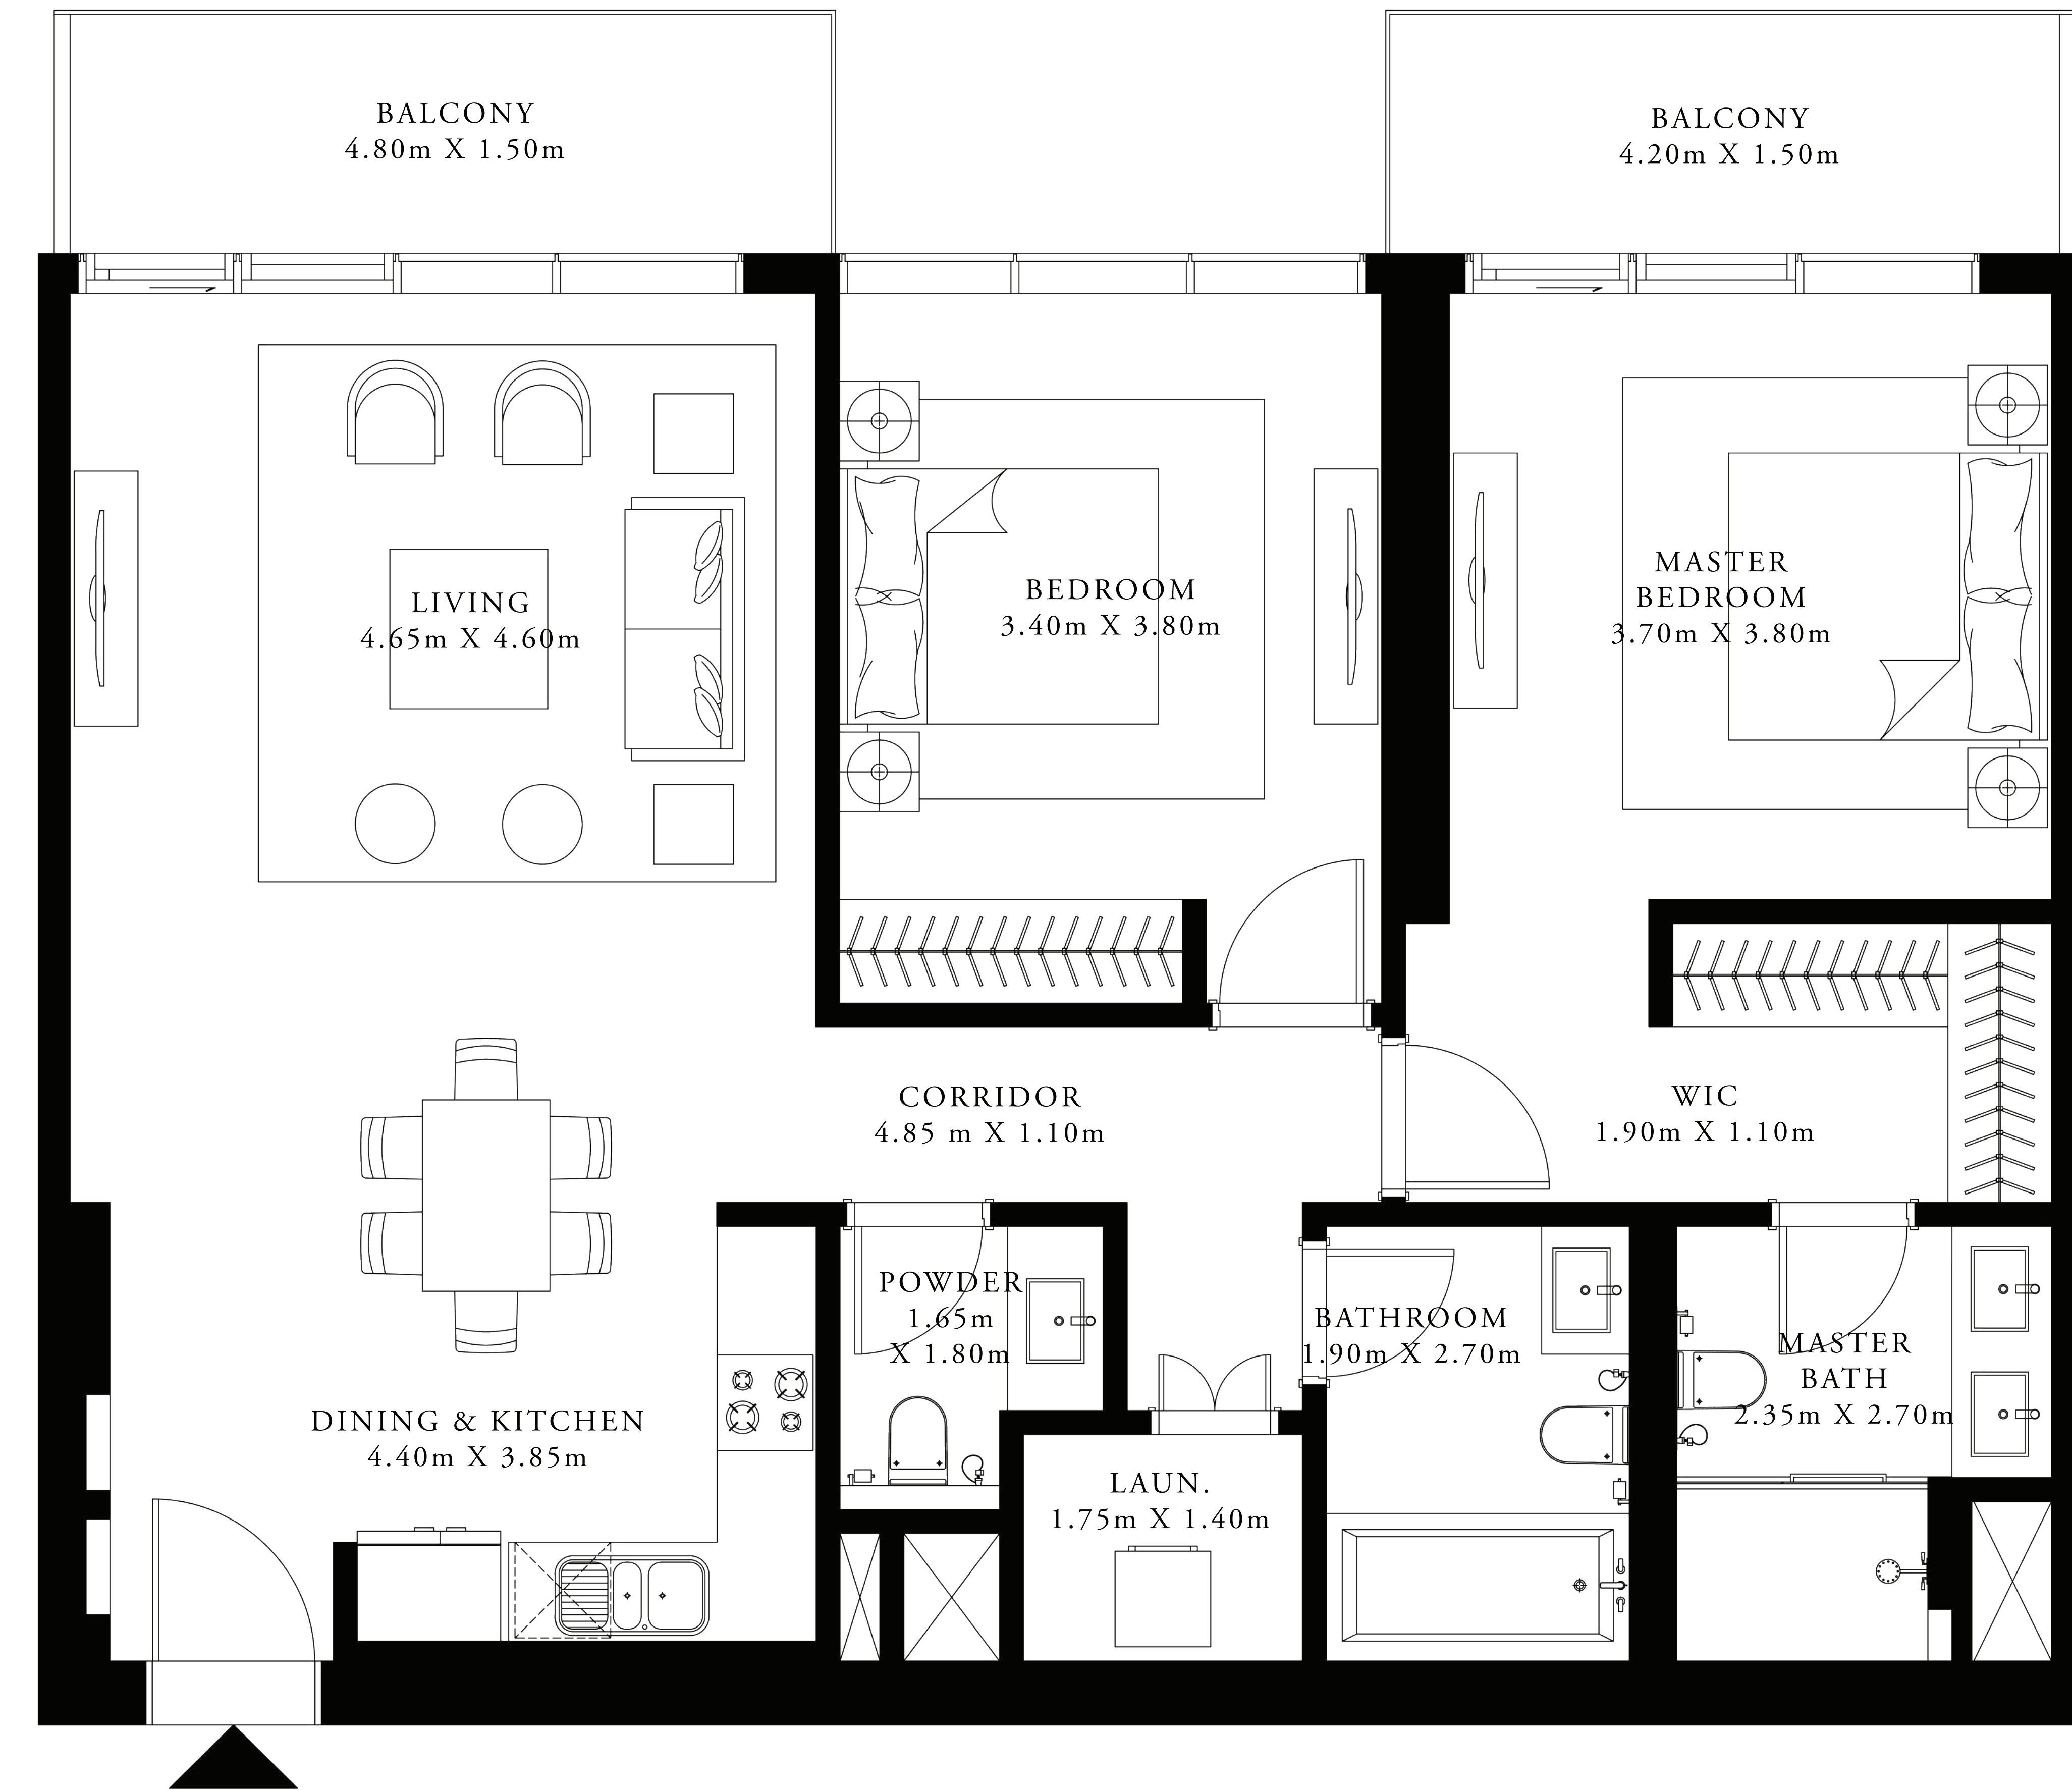 BALCONY
4.80m X 1.50m
BALCONY
4.20m X 1.50m
LIVING
4.65m X 4.60m
BEDROOM
3.40m X 3.80m
MASTER
BEDROOM
3.70m X 3.80m
CORRIDOR
4.85 m X 1.10m
WIC
1.90m X 1.10m
DINING & KITCHEN
4.40m X 3.85m
POWDER
1.65m
X 1.80m
LAUN.
1.75m X 1.40m
BATHROOM
1.90m X 2.70m
MASTER
BATH
2.35m X 2.70m